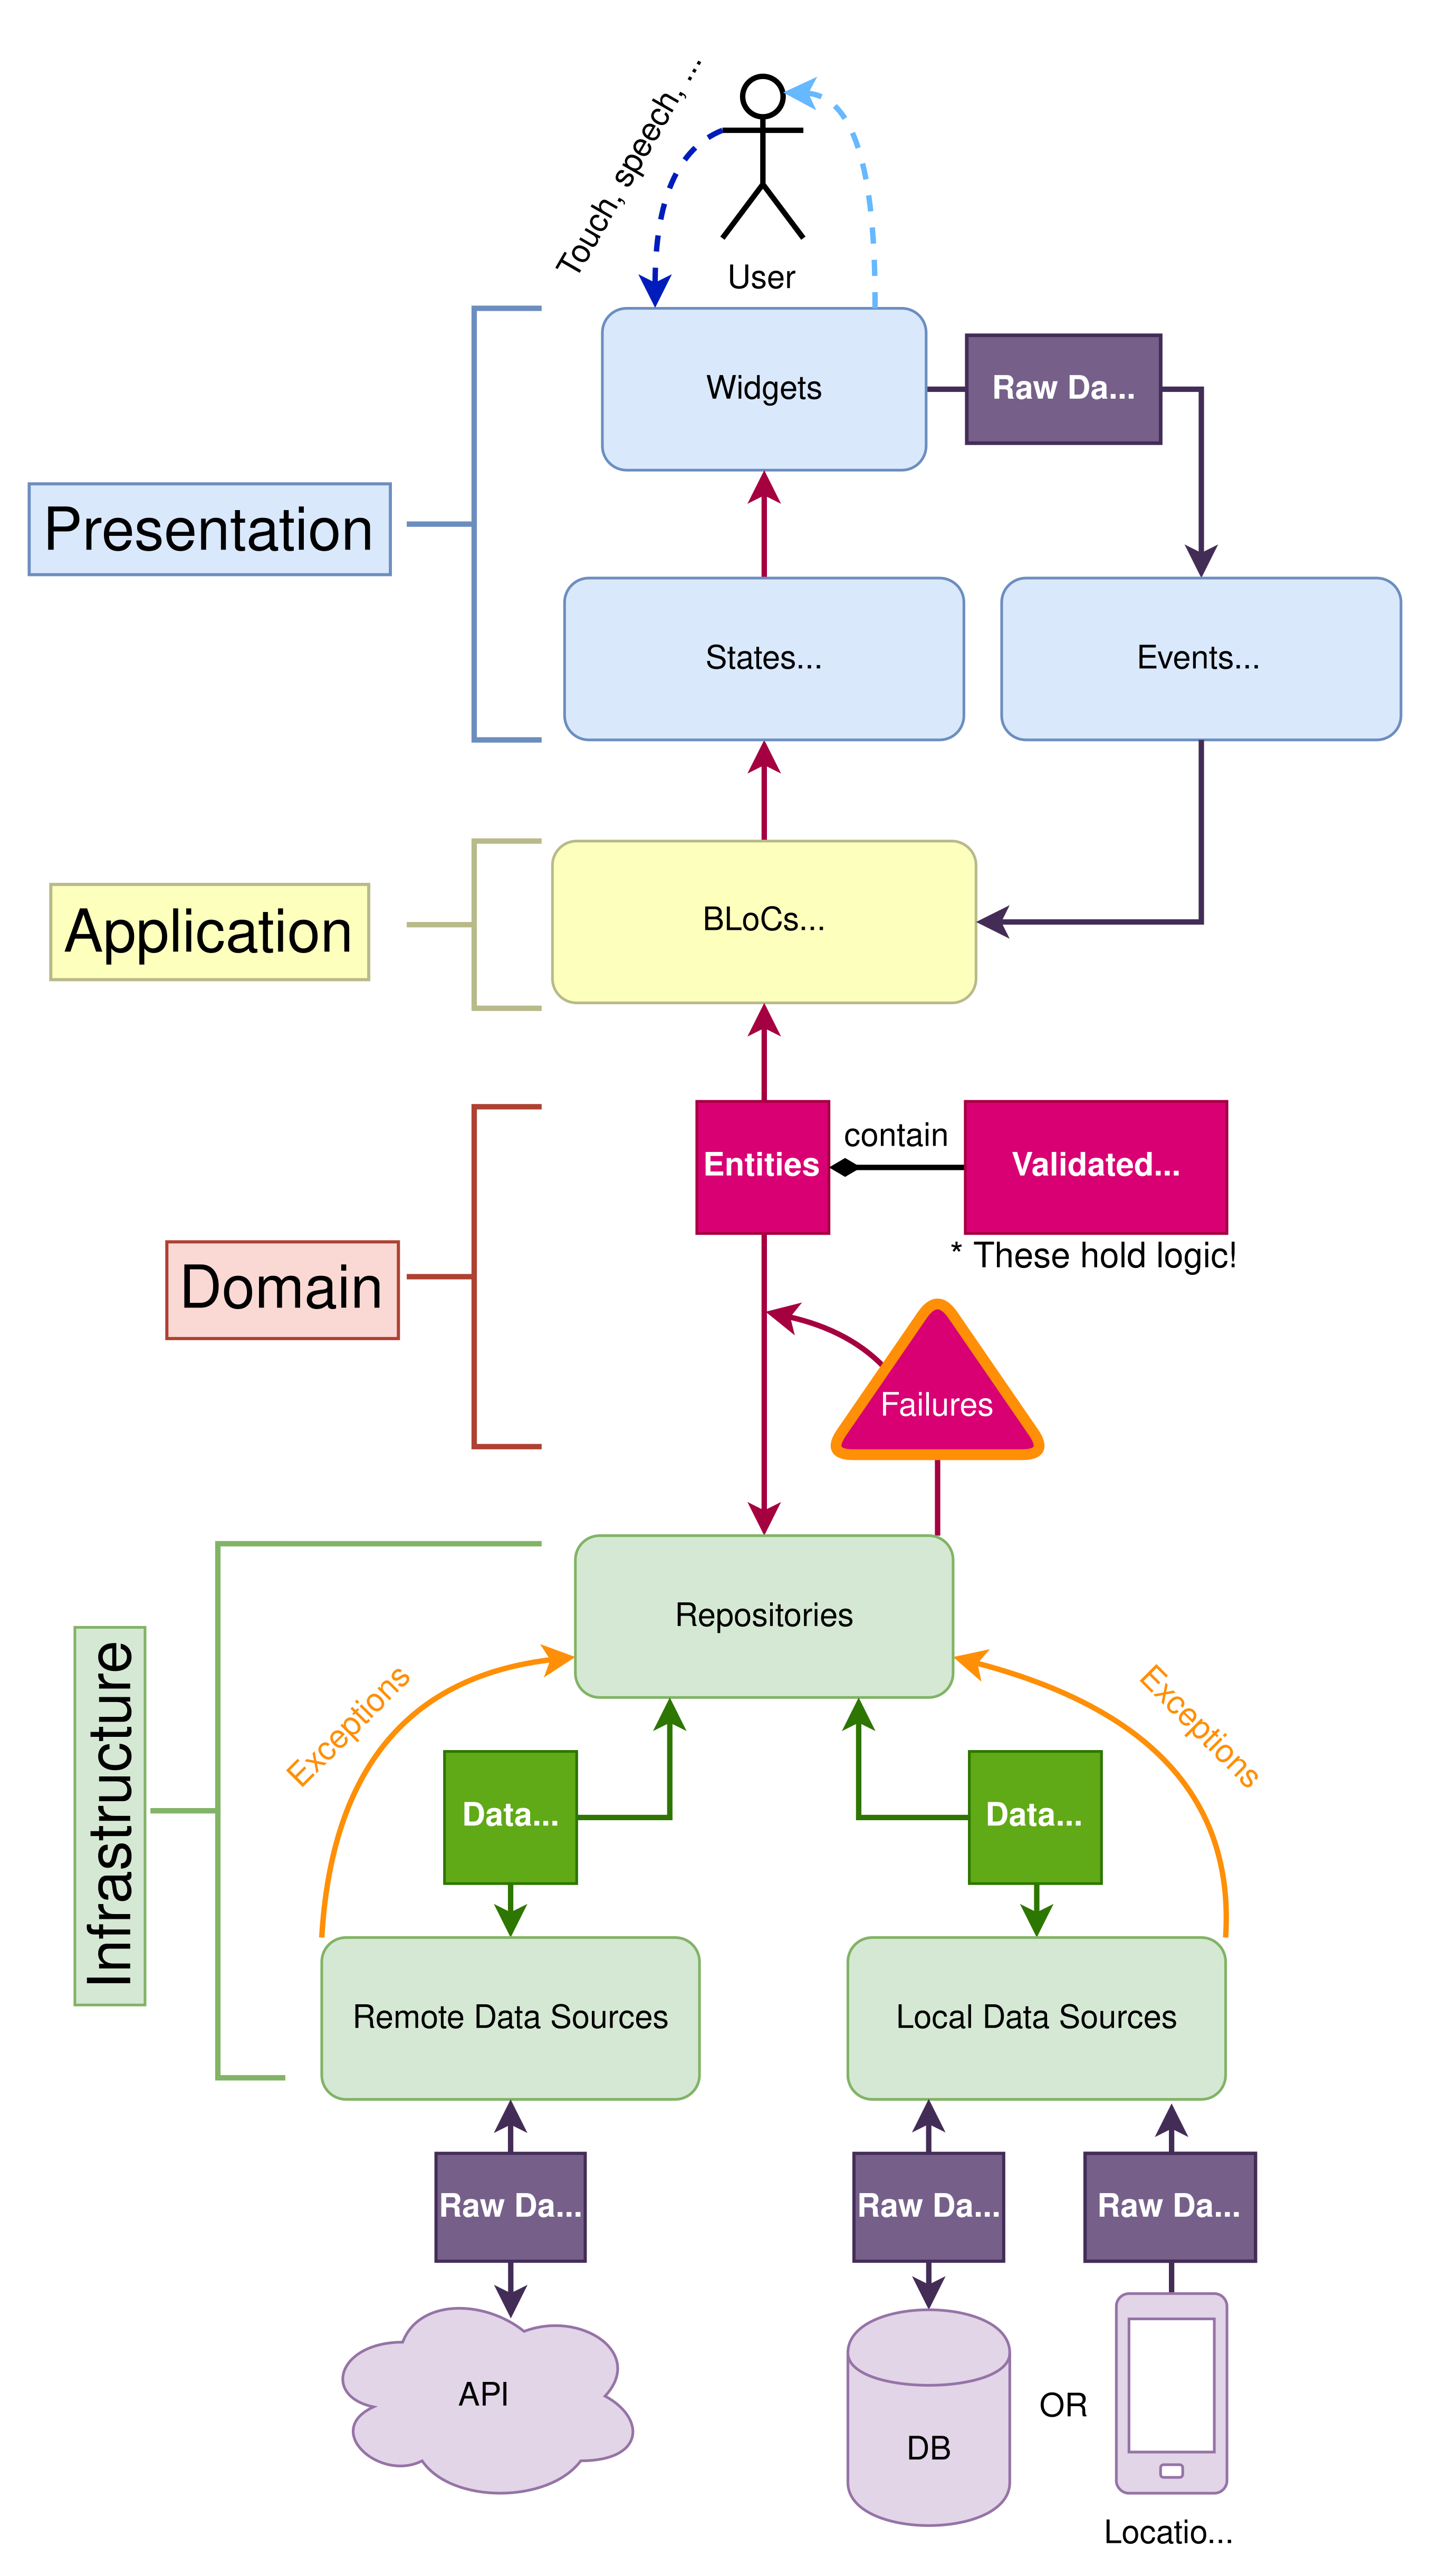 Touch, speech, ...
User
Widgets
Raw Da...
Presentation
States...
Events...
Application
BLoCs...
Entities
contain
Validated...
* These hold logic!
Domain
Failures
Repositories
Infrastructure
Exceptions
Exceptions
Data...
Data...
Remote Data Sources
Local Data Sources
Raw Da...
Raw Da...
Raw Da...
API
OR
DB
Locatio...